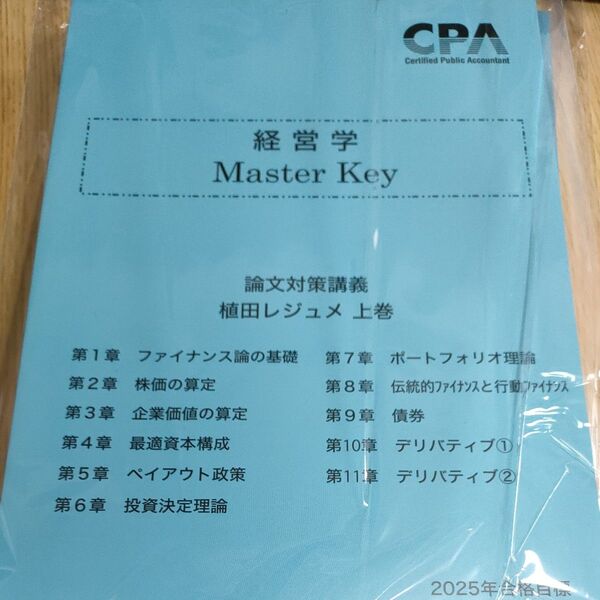 CPA
Certified Public Accountant
経営学
Master Key
論文対策講義
植田レジュメ 上巻
第1章 ファイナンス論の基礎
第2章 株価の算定
第3章 企業価値の算定
第4章 最適資本構成
第5章 ペイアウト政策
第6章 投資決定理論
第7章 ポートフォリオ理論
第8章 伝統的ﾌｧｲﾅﾝｽと行動ﾌｧｲﾅﾝｽ
第9章 債券
第10章 デリバティブ①
第11章 デリバティブ②
2025年合格目標